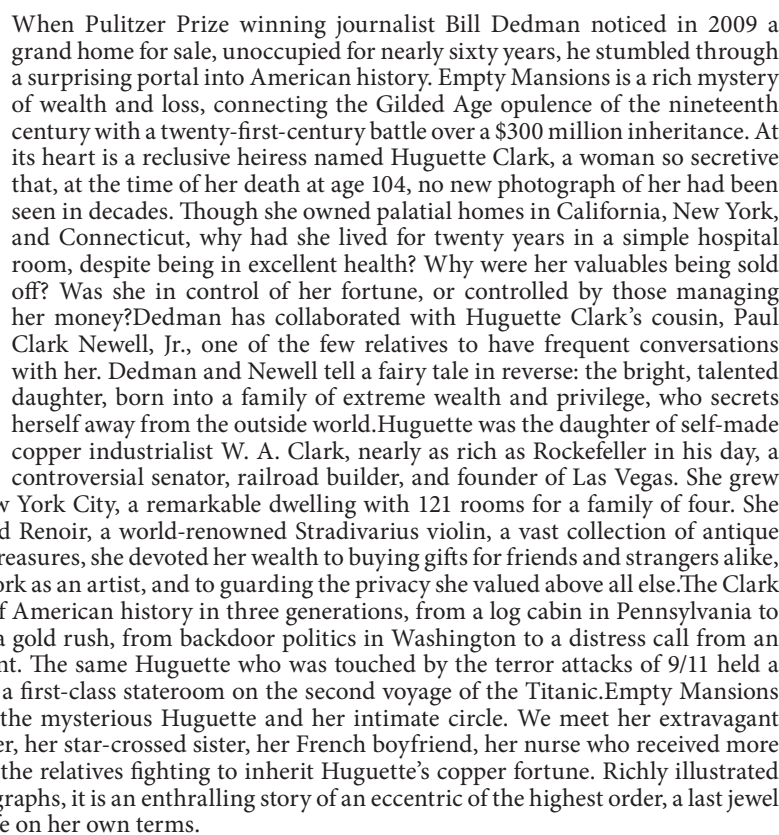 When Pulitzer Prize winning journalist Bill Dedman noticed in 2009 a
grand home for sale, unoccupied for nearly sixty years, he stumbled through
a surprising portal into American history. Empty Mansions is a rich mystery
of wealth and loss, connecting the Gilded Age opulence of the nineteenth
century with a twenty-first-century battle over a $300 million inheritance. At
its heart is a reclusive heiress named Huguette Clark, a woman so secretive
that, at the time of her death at age 104, no new photograph of her had been
seen in decades. Though she owned palatial homes in California, New York,
and Connecticut, why had she lived for twenty years in a simple hospital
room, despite being in excellent health? Why were her valuables being sold
off? Was she in control of her fortune, or controlled by those managing
her money?Dedman has collaborated with Huguette Clark’s cousin, Paul
Clark Newell, Jr., one of the few relatives to have frequent conversations
with her. Dedman and Newell tell a fairy tale in reverse: the bright, talented
daughter, born into a family of extreme wealth and privilege, who secrets
herself away from the outside world.Huguette was the daughter of self-made
copper industrialist W. A. Clark, nearly as rich as Rockefeller in his day, a
controversial senator, railroad builder, and founder of Las Vegas. She grew
York City, a remarkable dwelling with 121 rooms for a family of four. She
Renoir, a world-renowned Stradivarius violin, a vast collection of antique
she devoted her wealth to buying gifts for friends and strangers alike,
as an artist, and to guarding the privacy she valued above all else.The Clark
American history in three generations, from a log cabin in Pennsylvania to
a gold rush, from backdoor politics in Washington to a distress call from an
The same Huguette who was touched by the terror attacks of 9/11 held a
a first-class stateroom on the second voyage of the Titanic.Empty Mansions
the mysterious Huguette and her intimate circle. We meet her extravagant
her star-crossed sister, her French boyfriend, her nurse who received more
the relatives fighting to inherit Huguette’s copper fortune. Richly illustrated
it is an enthralling story of an eccentric of the highest order, a last jewel
on her own terms.